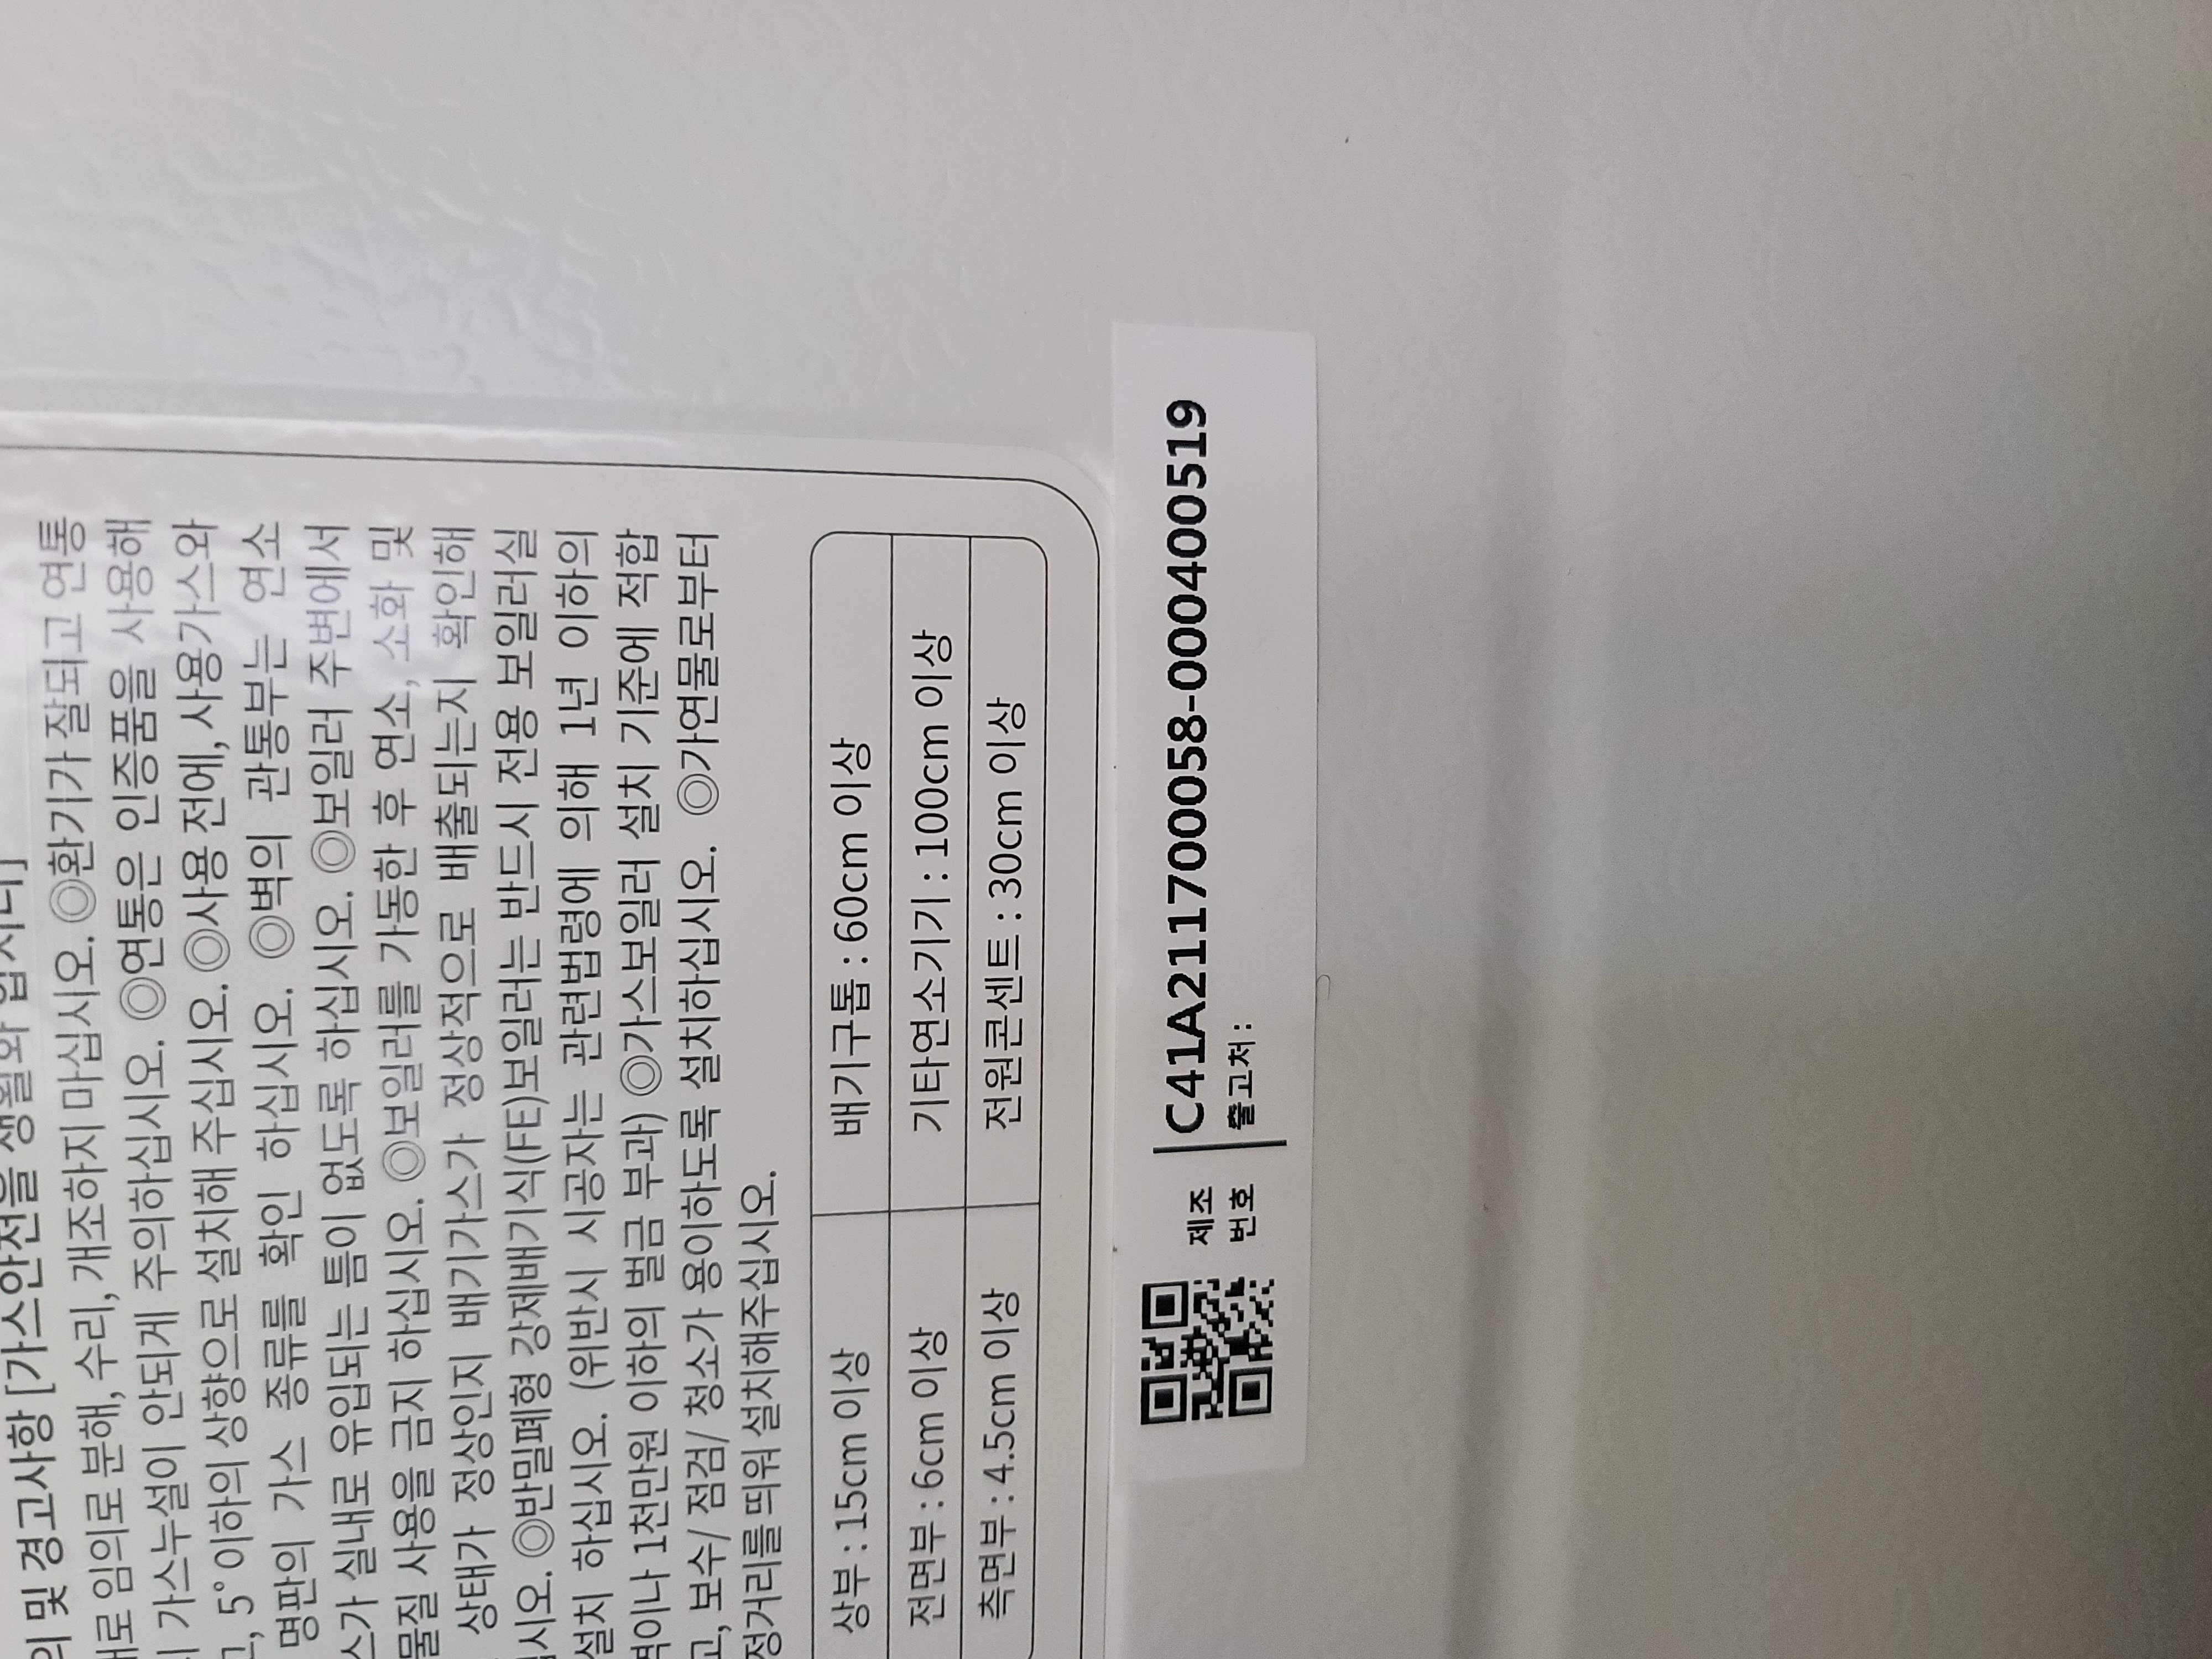 의 및 경고사항 [가스안전을 생활화 합시다]
대로 임의로 분해, 수리, 개조하지 마십시오. ◎환기가 잘되고 연통
가스누설이 안되게 주의하십시오. ◎연통은 인증품을 사용해
5° 이하의 상향으로 설치해 주십시오. ◎사용 전에, 사용가스와
명판의 가스 종류를 확인 하십시오. ◎벽의 관통부는 연소
스가 실내로 유입되는 틈이 없도록 하십시오. ◎보일러 주변에서
물질 사용을 금지 하십시오. ◎보일러를 가동한 후 연소, 소화 및
상태가 정상인지 배기가스가 정상적으로 배출되는지 확인해
십시오. ◎반밀폐형 강제배기식(FE)보일러는 반드시 전용 보일러실
설치 하십시오. (위반시 시공자는 관련법령에 의해 1년 이하의
역이나 1천만원 이하의 벌금 부과) ◎가스보일러 설치 기준에 적합
고, 보수/ 점검/ 청소가 용이하도록 설치하십시오. ◎가연물로부터
정거리를 띄워 설치해주십시오.
상부 : 15cm 이상 배기구톱 : 60cm 이상
전면부 : 6cm 이상 기타연소기기 : 100cm 이상
측면부 : 4.5cm 이상 전원콘센트 : 30cm 이상
제조 번호 C41A211700058-000400519
출고처 :